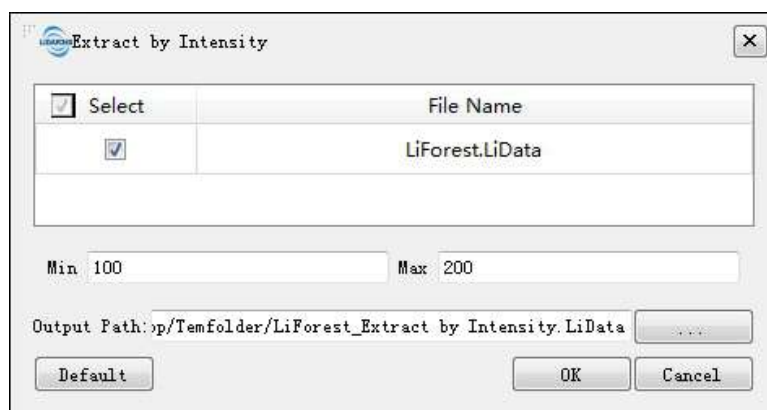 Extract by Intensity
Select File Name
LiForest.LiData
Min 100 Max 200
Output Path: op/Temfolder/LiForest_Extract by Intensity.LiData ...
Default OK Cancel